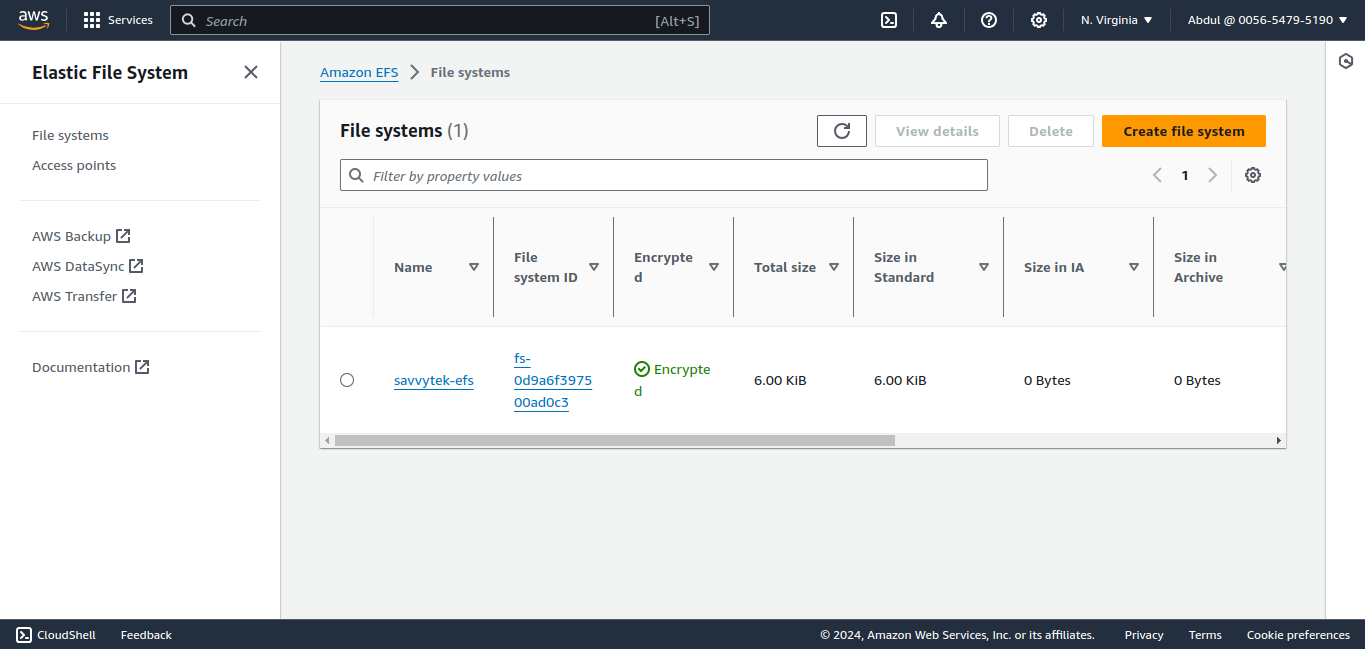 aws
Services
Search [Alt+S]
N. Virginia
Abdul @ 0056-5479-5190
Elastic File System
File systems
Access points
AWS Backup
AWS DataSync
AWS Transfer
Documentation
Amazon EFS
File systems
File systems (1)
View details
Delete
Create file system
Filter by property values
1
Name
File
system ID
Encrypte
d
Total size
Size in
Standard
Size in IA
Size in
Archive
savvytek-efs
fs-
0d9a6f3975
00ad0c3
Encrypte
d
6.00 KiB
6.00 KiB
0 Bytes
0 Bytes
CloudShell
Feedback
© 2024, Amazon Web Services, Inc. or its affiliates.
Privacy
Terms
Cookie preferences